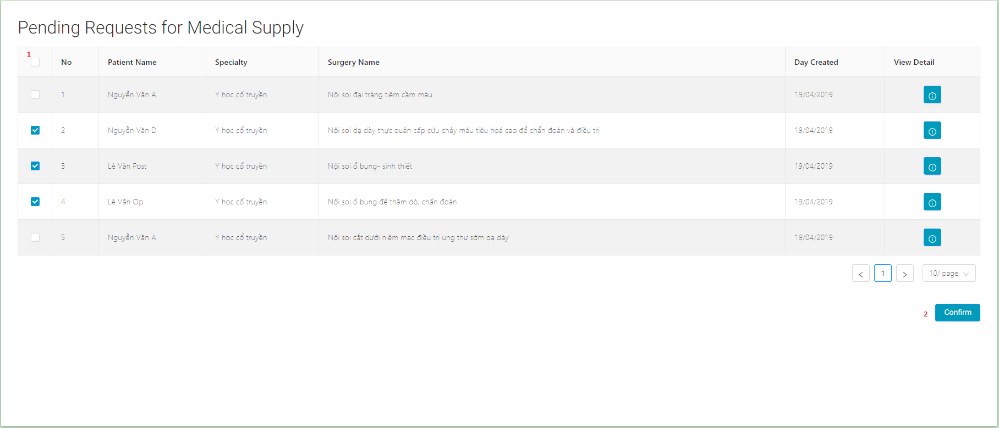 Pending Requests for Medical Supply
1
No Patient Name Specialty Surgery Name Day Created View Detail
1 Nguyễn Văn A Y học cổ truyền Nội soi đại tràng tiêm cầm máu 19/04/2019
2 Nguyễn Văn D Y học cổ truyền Nội soi dạ dày thực quản cấp cứu chảy máu tiêu hoá cao để chẩn đoán và điều trị 19/04/2019
3 Lê Văn Post Y học cổ truyền Nội soi ổ bụng- sinh thiết 19/04/2019
4 Lê Văn Op Y học cổ truyền Nội soi ổ bụng để thăm dò, chẩn đoán 19/04/2019
5 Nguyễn Văn A Y học cổ truyền Nội soi cắt dưới niêm mạc điều trị ung thư sớm dạ dày 19/04/2019
< 1 > 10/ page
2 Confirm